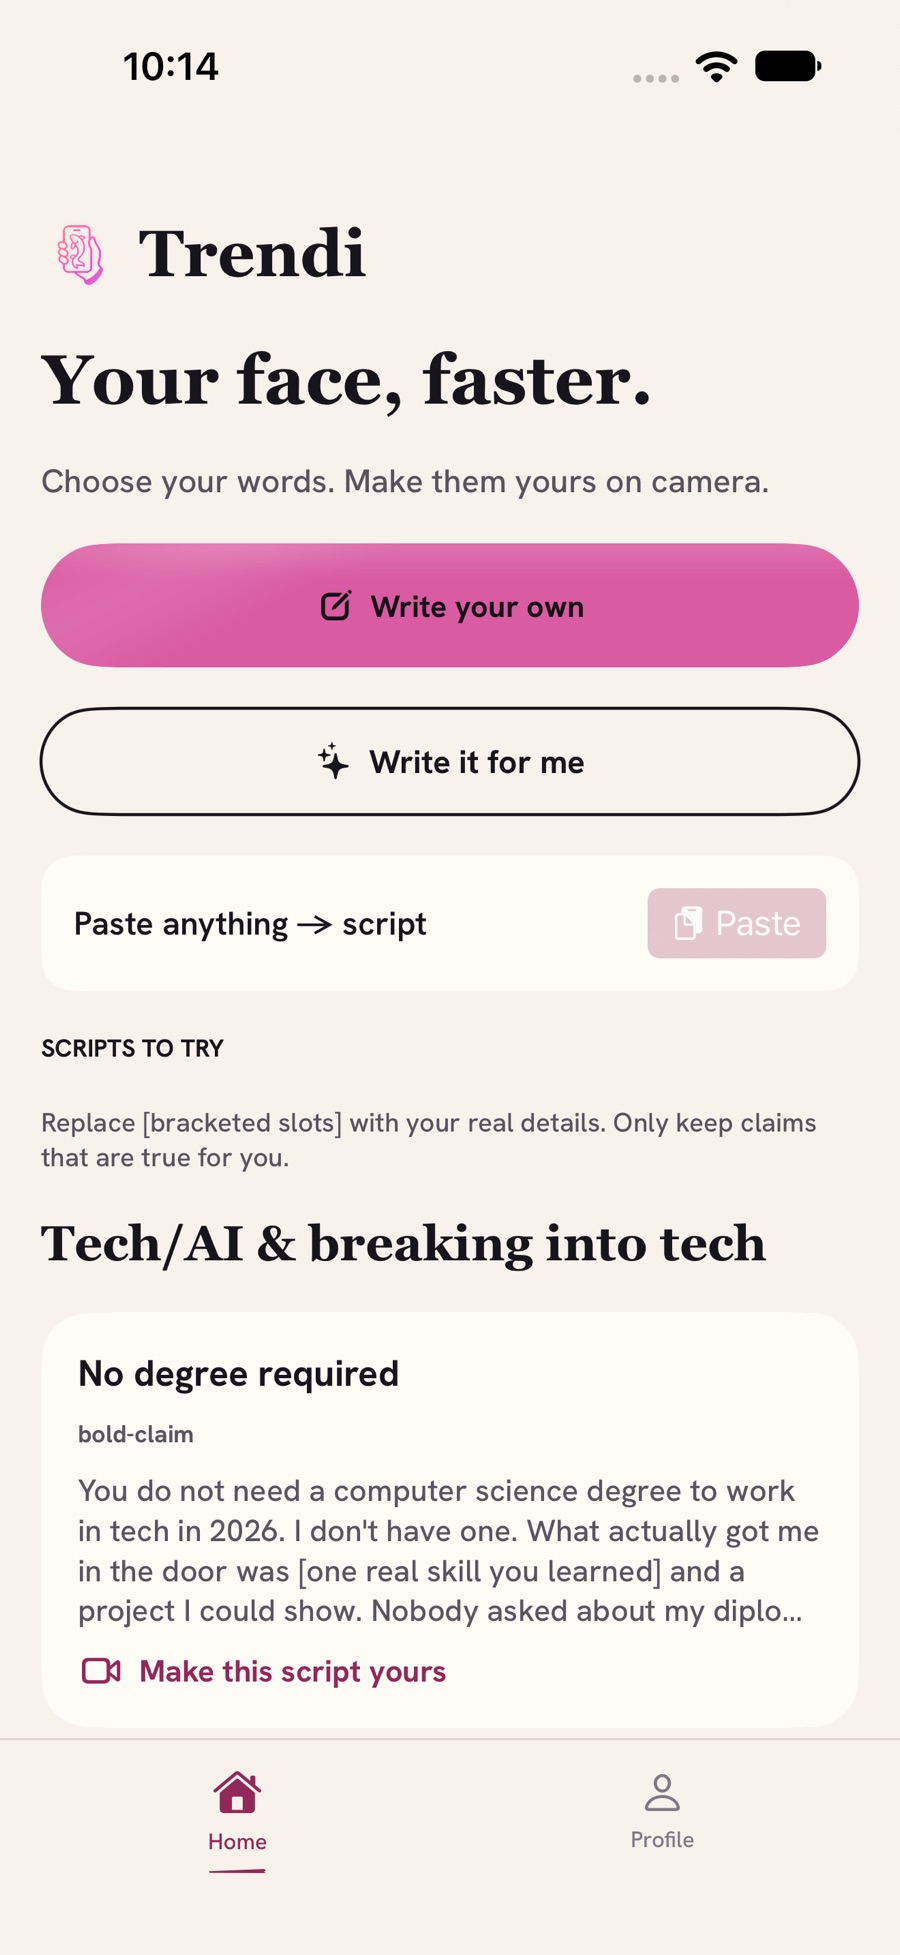 10:14
Trendi
Your face, faster.
Choose your words. Make them yours on camera.
Write your own
Write it for me
Paste anything → script
Paste
SCRIPTS TO TRY
Replace [bracketed slots] with your real details. Only keep claims
that are true for you.
Tech/AI & breaking into tech
No degree required
bold-claim
You do not need a computer science degree to work
in tech in 2026. I don't have one. What actually got me
in the door was [one real skill you learned] and a
project I could show. Nobody asked about my diplo...
Make this script yours
Home
Profile